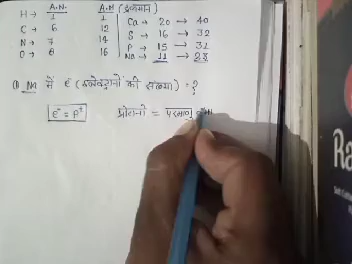 A.N. A.M (द्रव्यमान)
H → 1 1 Ca → 20 → 40
C → 6 12 S → 16 → 32
N → 7 14 P → 15 → 31
O → 8 16 Na → 11 → 23
Na में e⁻ (इलेक्ट्रानों की संख्या) = ?
e⁻ = P⁺ प्रोटानो = परमाणु